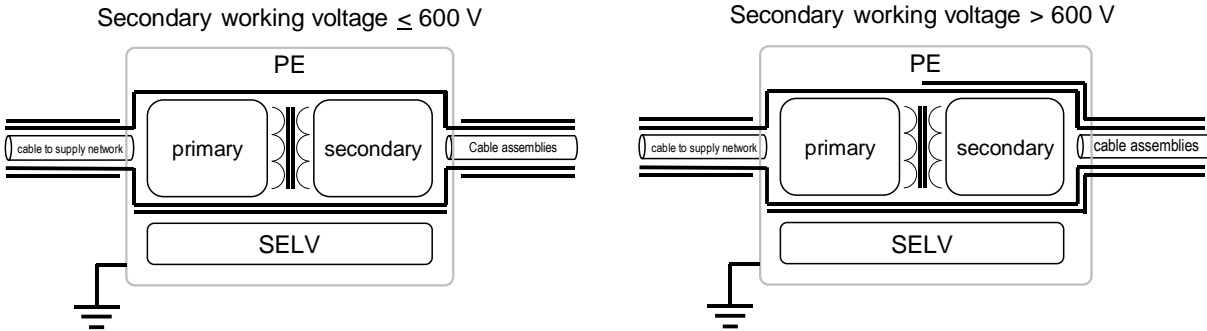 Secondary working voltage ≤ 600 V
PE
cable to supply network
primary
secondary
Cable assemblies
SELV
Secondary working voltage > 600 V
PE
cable to supply network
primary
secondary
cable assemblies
SELV